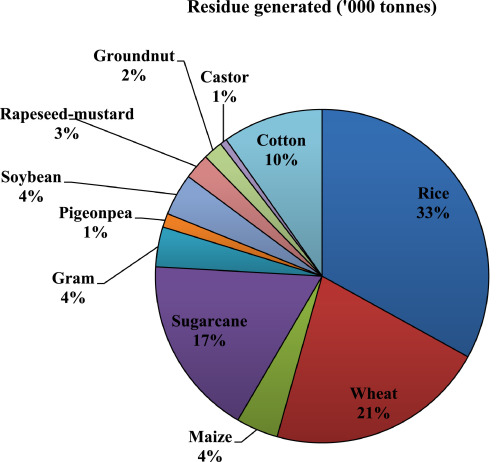 Residue generated ('000 tonnes)
Groundnut
2%
Castor
1%
Rapeseed-mustard
3%
Cotton
10%
Soybean
4%
Rice
33%
Pigeonpea
1%
Gram
4%
Sugarcane
17%
Wheat
21%
Maize
4%